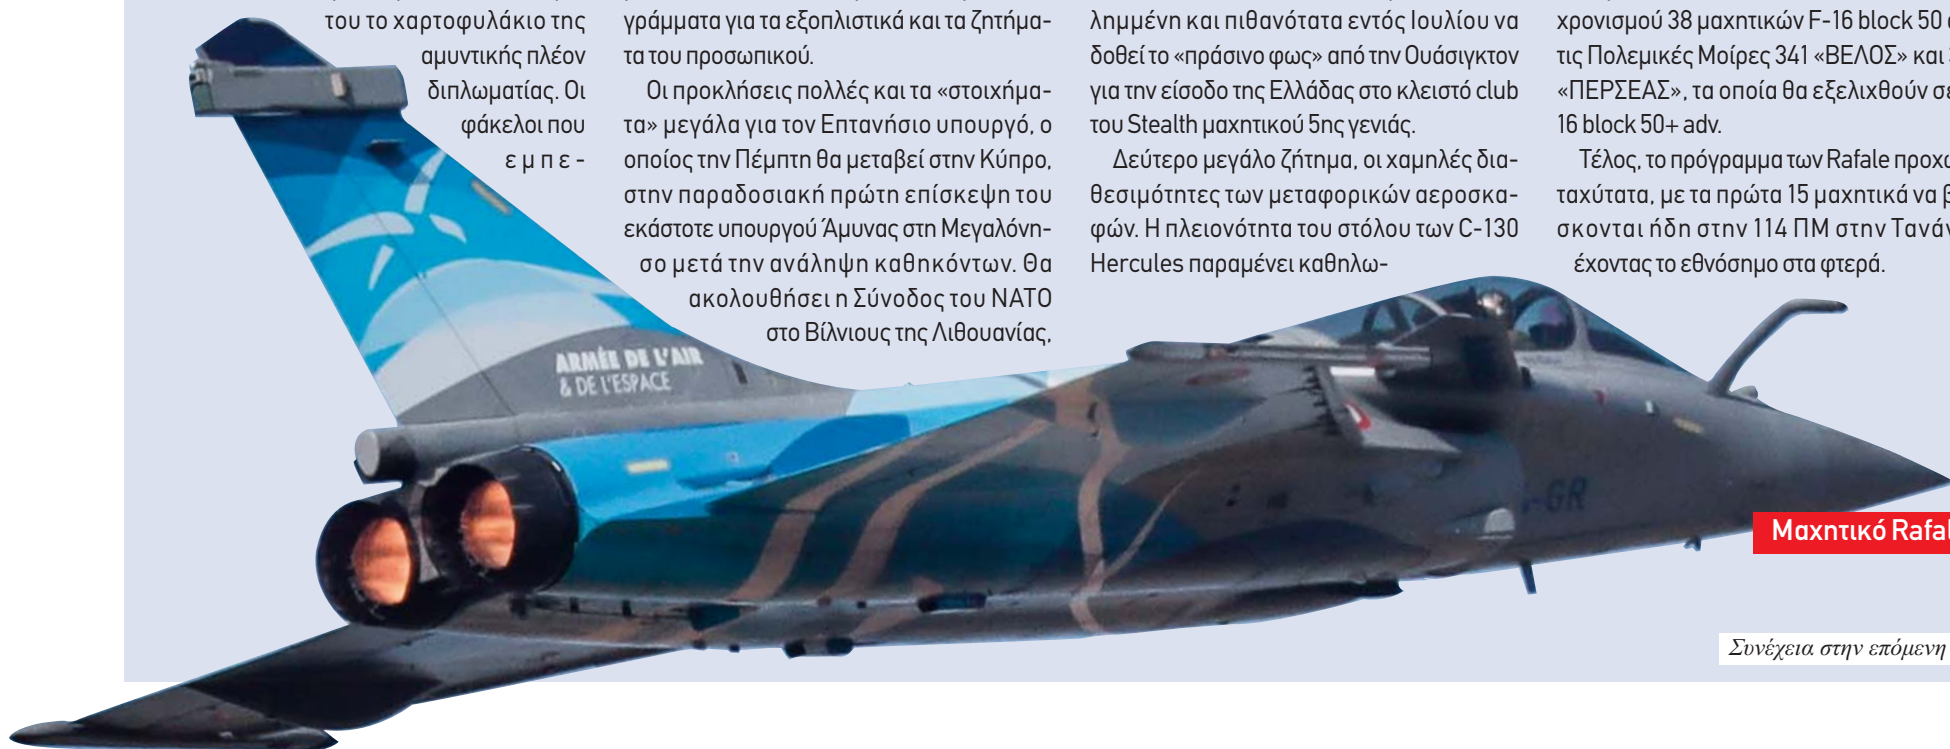 του το χαρτοφυλάκιο της
αμυντικής πλέον
διπλωματίας. Οι
φάκελοι που
εμπε-
γράμματα για τα εξοπλιστικά και τα ζητήμα-
τα του προσωπικού.
Οι προκλήσεις πολλές και τα «στοιχήμα-
τα» μεγάλα για τον Επτανήσιο υπουργό, ο
οποίος την Πέμπτη θα μεταβεί στην Κύπρο,
στην παραδοσιακή πρώτη επίσκεψη του
εκάστοτε υπουργού Άμυνας στη Μεγαλόνη-
σο μετά την ανάληψη καθηκόντων. Θα
ακολουθήσει η Σύνοδος του ΝΑΤΟ
στο Βίλνιους της Λιθουανίας,
λημμένη και πιθανότατα εντός Ιουλίου να
δοθεί το «πράσινο φως» από την Ουάσιγκτον
για την είσοδο της Ελλάδας στο κλειστό club
του Stealth μαχητικού 5ης γενιάς.
Δεύτερο μεγάλο ζήτημα, οι χαμηλές δια-
θεσιμότητες των μεταφορικών αεροσκα-
φών. Η πλειονότητα του στόλου των C-130
Hercules παραμένει καθηλω-
χρονισμού 38 μαχητικών F-16 block 50
τις Πολεμικές Μοίρες 341 «ΒΕΛΟΣ» και
«ΠΕΡΣΕΑΣ», τα οποία θα εξελιχθούν σε
16 block 50+ adv.
Τέλος, το πρόγραμμα των Rafale προχω
ταχύτατα, με τα πρώτα 15 μαχητικά να β
σκονται ήδη στην 114 ΠΜ στην Τανά
έχοντας το εθνόσημο στα φτερά.
ARMÉE DE L'AIR
& DE L'ESPACE
-GR
Μαχητικό Rafal
Συνέχεια στην επόμενη